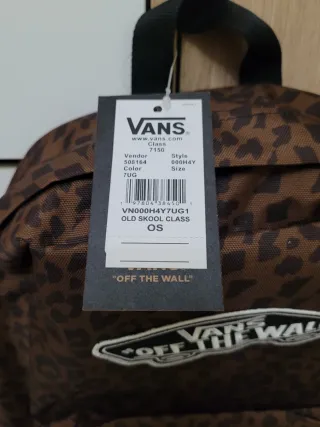 VANS
www.vans.com
Class
7150
Vendor Style
500164 000H4Y
Color Size
7UG
VN000H4Y7UG1
OLD SKOOL CLASS
OS
"OFF THE WALL"
VANS
"OFF THE WALL